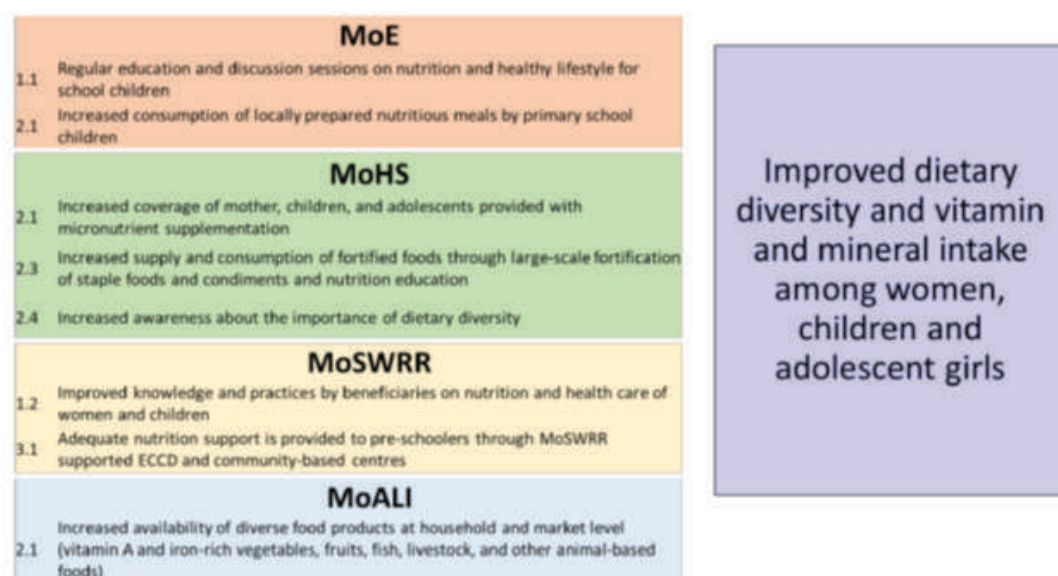 MoE
1.1 Regular education and discussion sessions on nutrition and healthy lifestyle for
school children
2.1 Increased consumption of locally prepared nutritious meals by primary school
children
MoHS
2.1 Increased coverage of mother, children, and adolescents provided with
micronutrient supplementation
2.3 Increased supply and consumption of fortified foods through large-scale fortification
of staple foods and condiments and nutrition education
2.4 Increased awareness about the importance of dietary diversity
MoSWRR
1.2 Improved knowledge and practices by beneficiaries on nutrition and health care of
women and children
3.1 Adequate nutrition support is provided to pre-schoolers through MoSWRR
supported ECCD and community-based centres
MoALI
2.1 Increased availability of diverse food products at household and market level
(vitamin A and iron-rich vegetables, fruits, fish, livestock, and other animal-based
foods)
Improved dietary
diversity and vitamin
and mineral intake
among women,
children and
adolescent girls